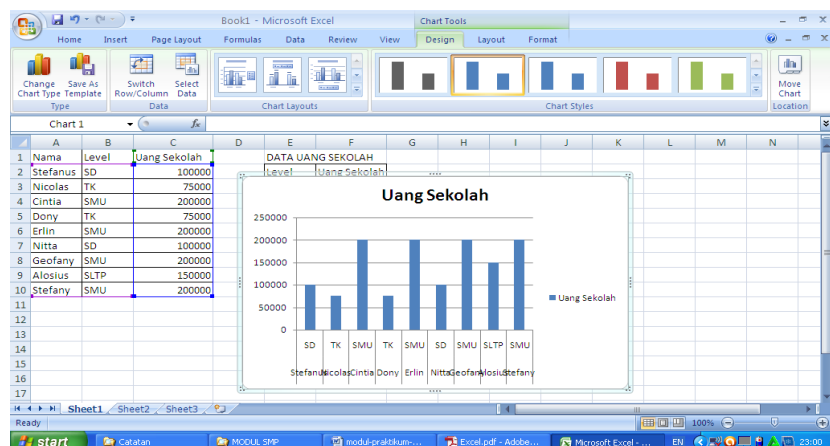 Book1 - Microsoft Excel
Chart Tools
Home Insert Page Layout Formulas Data Review View Design Layout Format
Change Chart Type
Save As Template
Switch Row/Column
Select Data
Move Chart
Type Data Chart Layouts Chart Styles Location
Chart 1 fx
A B C D E F G H I J K L M N
1 Nama Level Uang Sekolah DATA UANG SEKOLAH
2 Stefanus SD 100000 Level Uang Sekolah
3 Nicolas TK 75000
4 Cintia SMU 200000
5 Dony TK 75000
6 Erlin SMU 200000
7 Nitta SD 100000
8 Geofany SMU 200000
9 Alosius SLTP 150000
10 Stefany SMU 200000
11
12
13
14
15
16
17
Uang Sekolah
250000
200000
150000
100000
50000
0
SD TK SMU TK SMU SD SMU SLTP SMU
Stefanus Nicolas Cintia Dony Erlin Nitta Geofany Alosius Stefany
Uang Sekolah
Sheet1 Sheet2 Sheet3
Ready 100%
start Catatan MODUL SMP modul-praktikum-... Excel.pdf - Adobe... Microsoft Excel - ... EN 23:00